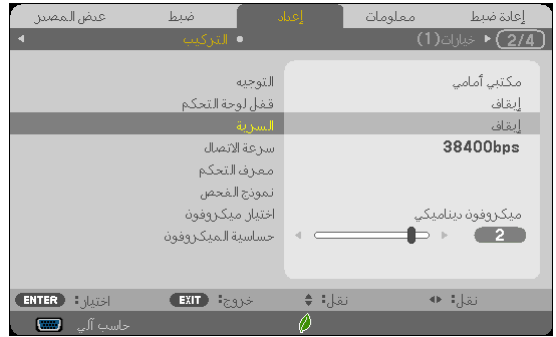 عرض المصدر ضبط إعداد معلومات إعادة ضبط
التركيب خيارات(1) 2/4
التوجيه مكتبي أمامي
قفل لوحة التحكم إيقاف
السرية إيقاف
سرعة الاتصال 38400bps
معرف التحكم
نموذج الفحص
اختيار ميكروفون ميكروفون ديناميكي
حساسية الميكروفون 2
ENTER :اختيار EXIT :خروج نقل: نقل:
حاسب آلي